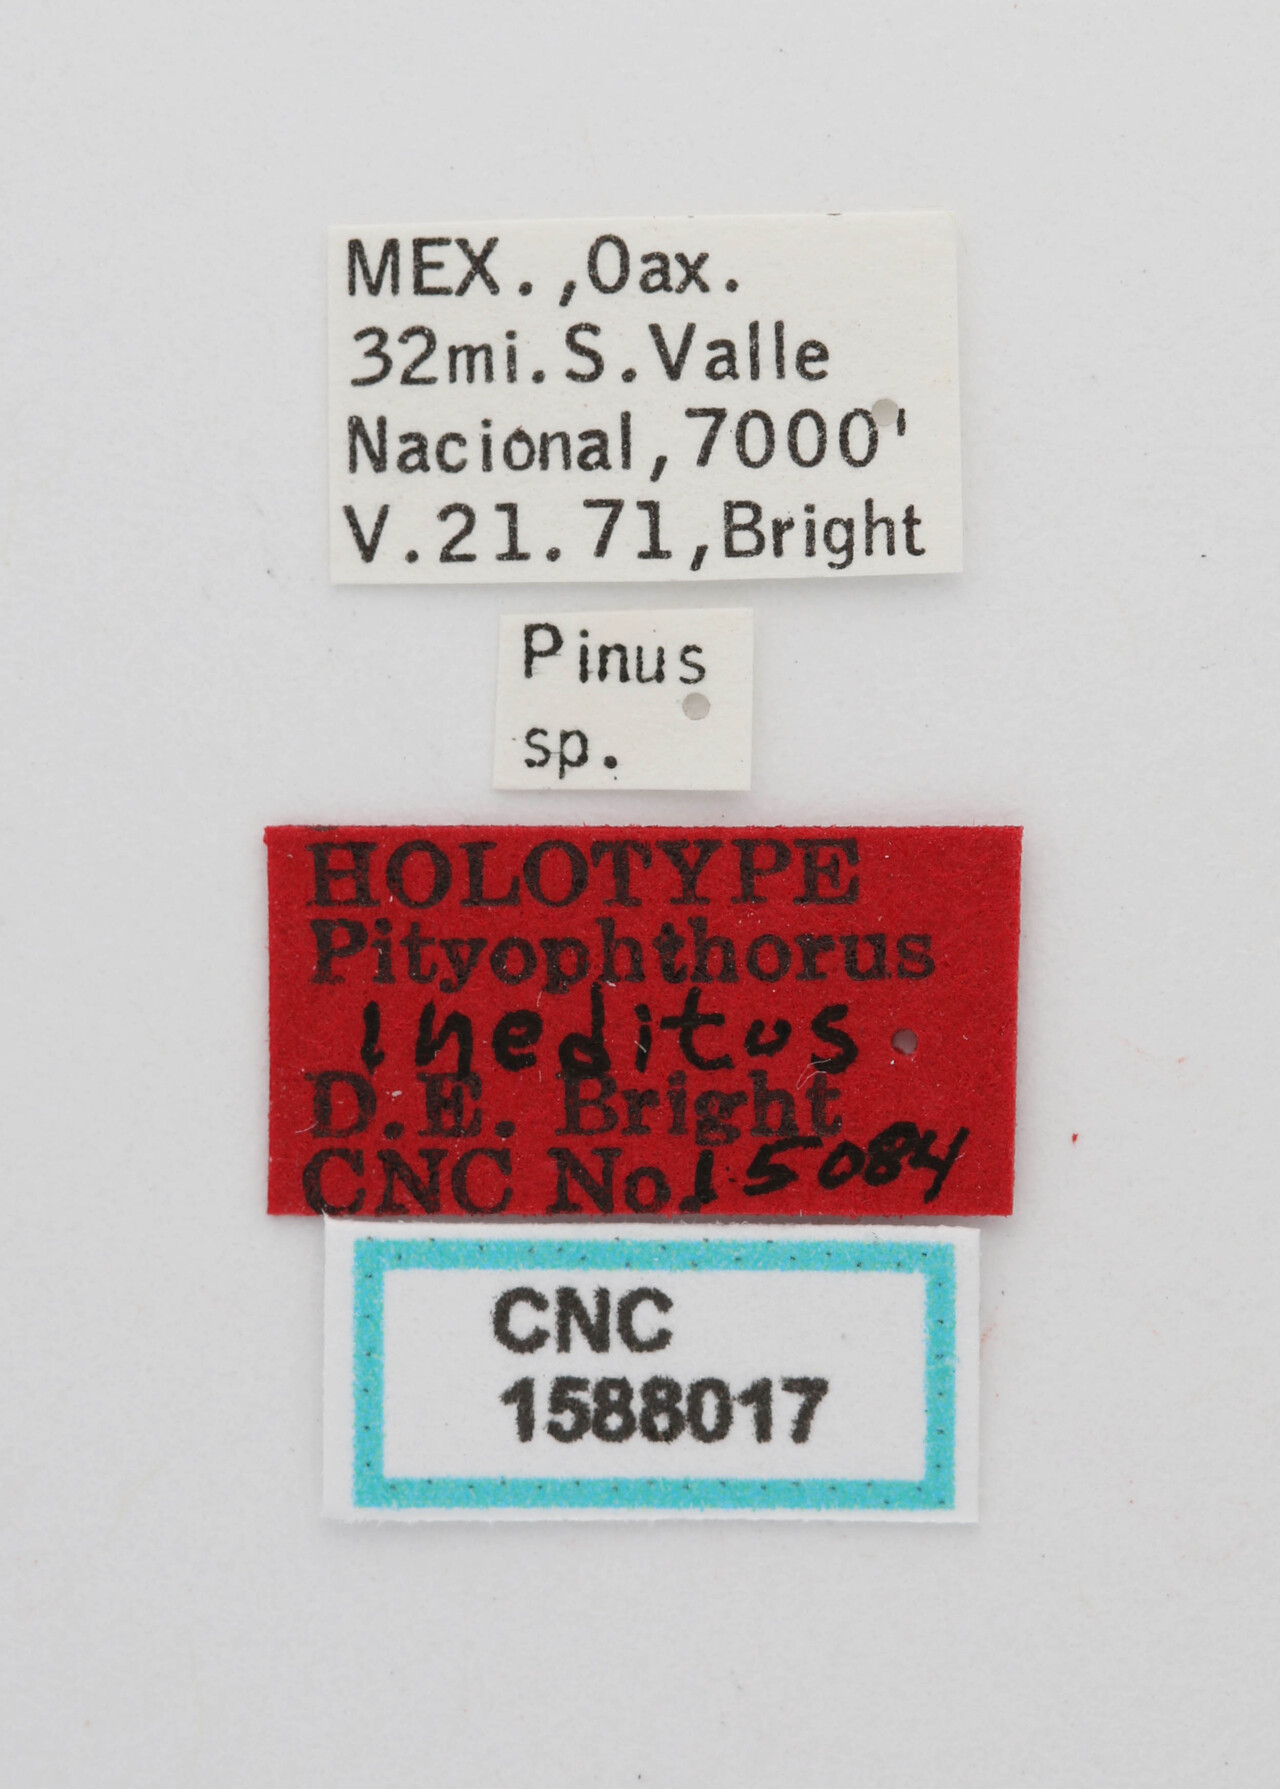 MEX.,Oax.
32mi.S.Valle
Nacional,7000'
V.21.71,Bright
Pinus
sp.
HOLOTYPE
Pityophthorus
ineditus
D.E. Bright
CNC No. 15084
CNC
1588017